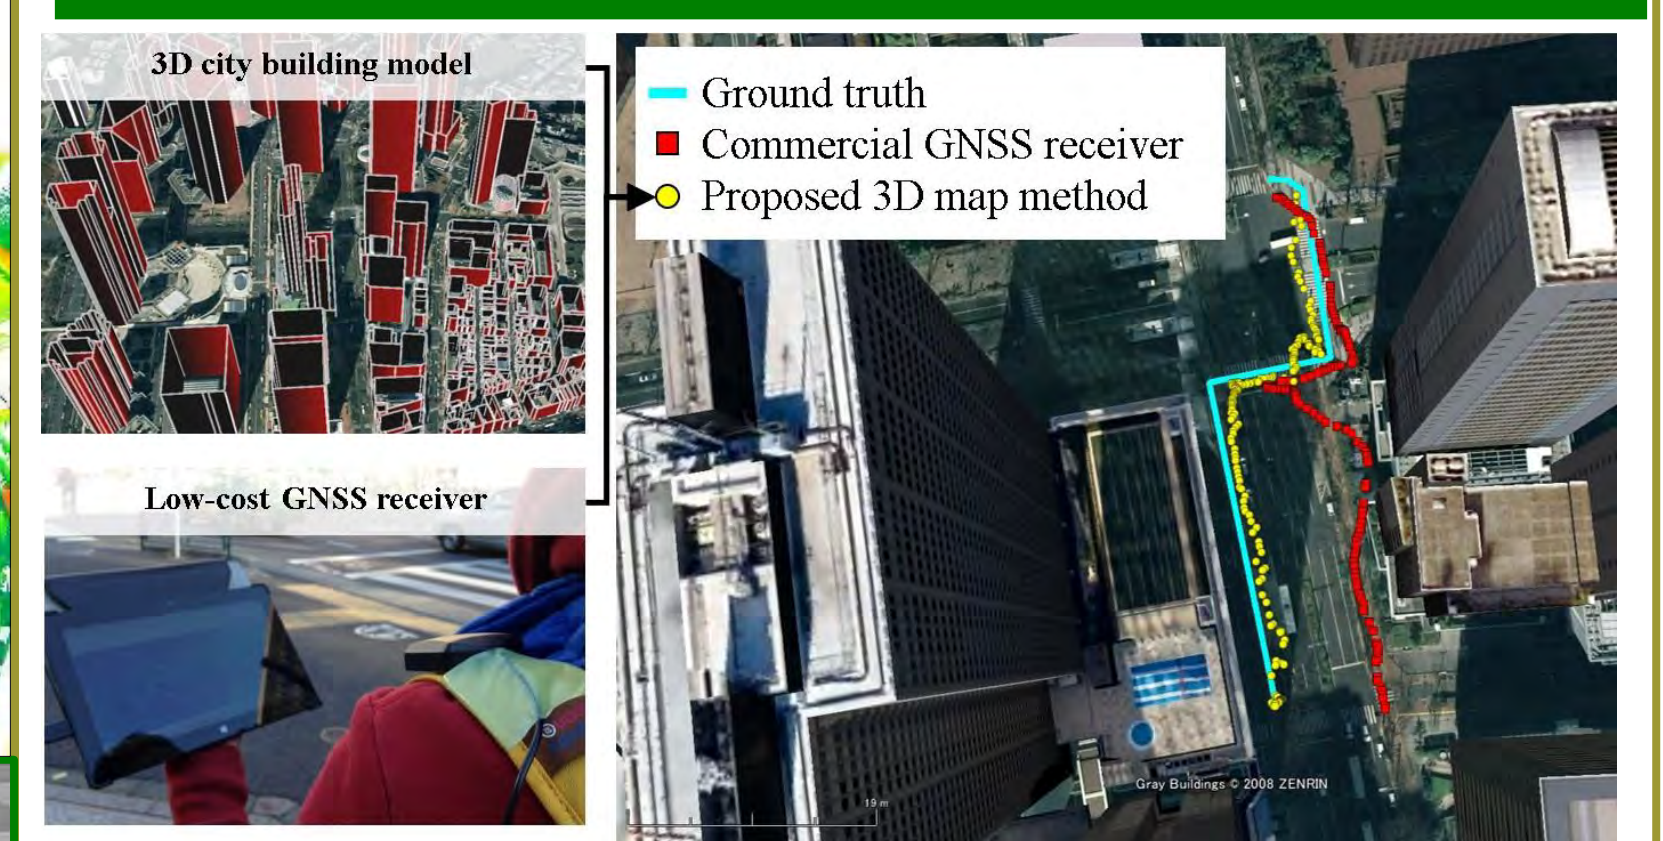 3D city building model
Low-cost GNSS receiver
Ground truth
Commercial GNSS receiver
Proposed 3D map method
Gray Buildings © 2008 ZENRIN
19 m